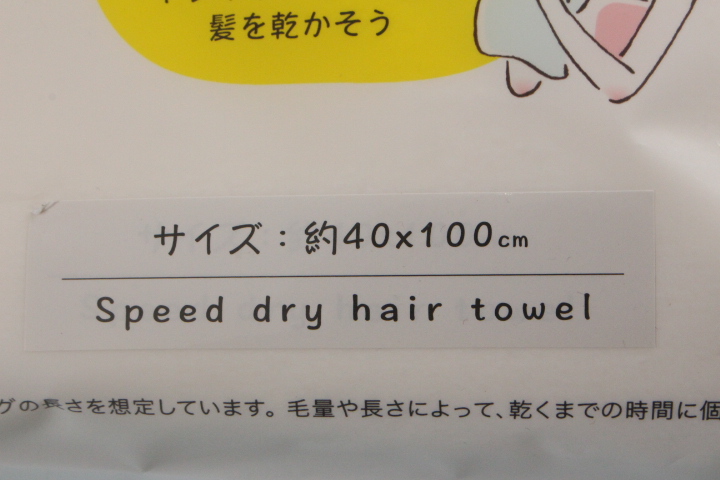 髪を乾かそう
サイズ：約40x100cm
Speed dry hair towel
グの長さを想定しています。毛量や長さによって、乾くまでの時間に個